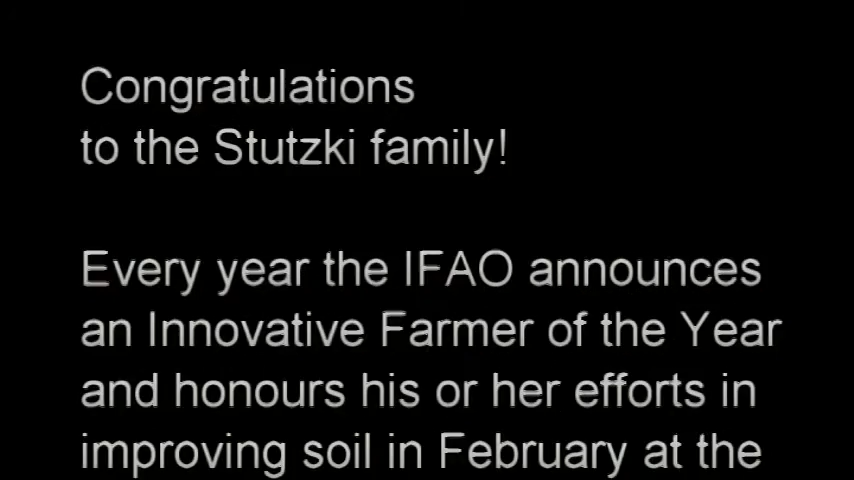 Congratulations
to the Stutzki family!
Every year the IFAO announces
an Innovative Farmer of the Year
and honours his or her efforts in
improving soil in February at the